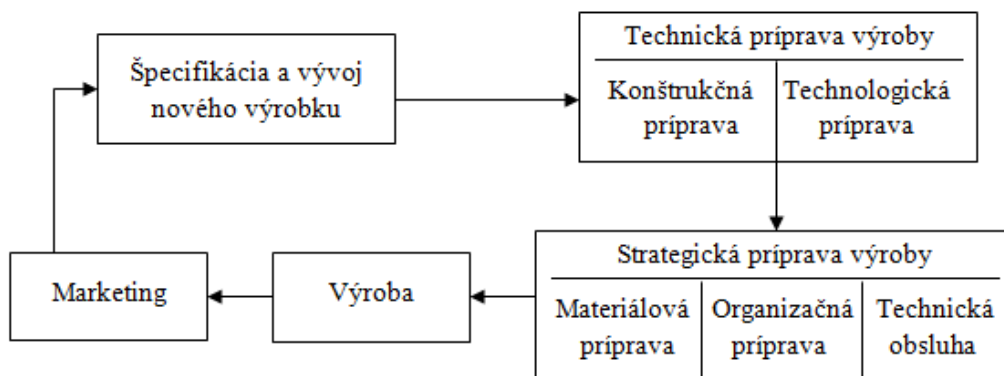 Špecifikácia a vývoj
nového výrobku
Technická príprava výroby
Konštrukčná
príprava
Technologická
príprava
Strategická príprava výroby
Materiálová
príprava
Organizačná
príprava
Technická
obsluha
Výroba
Marketing